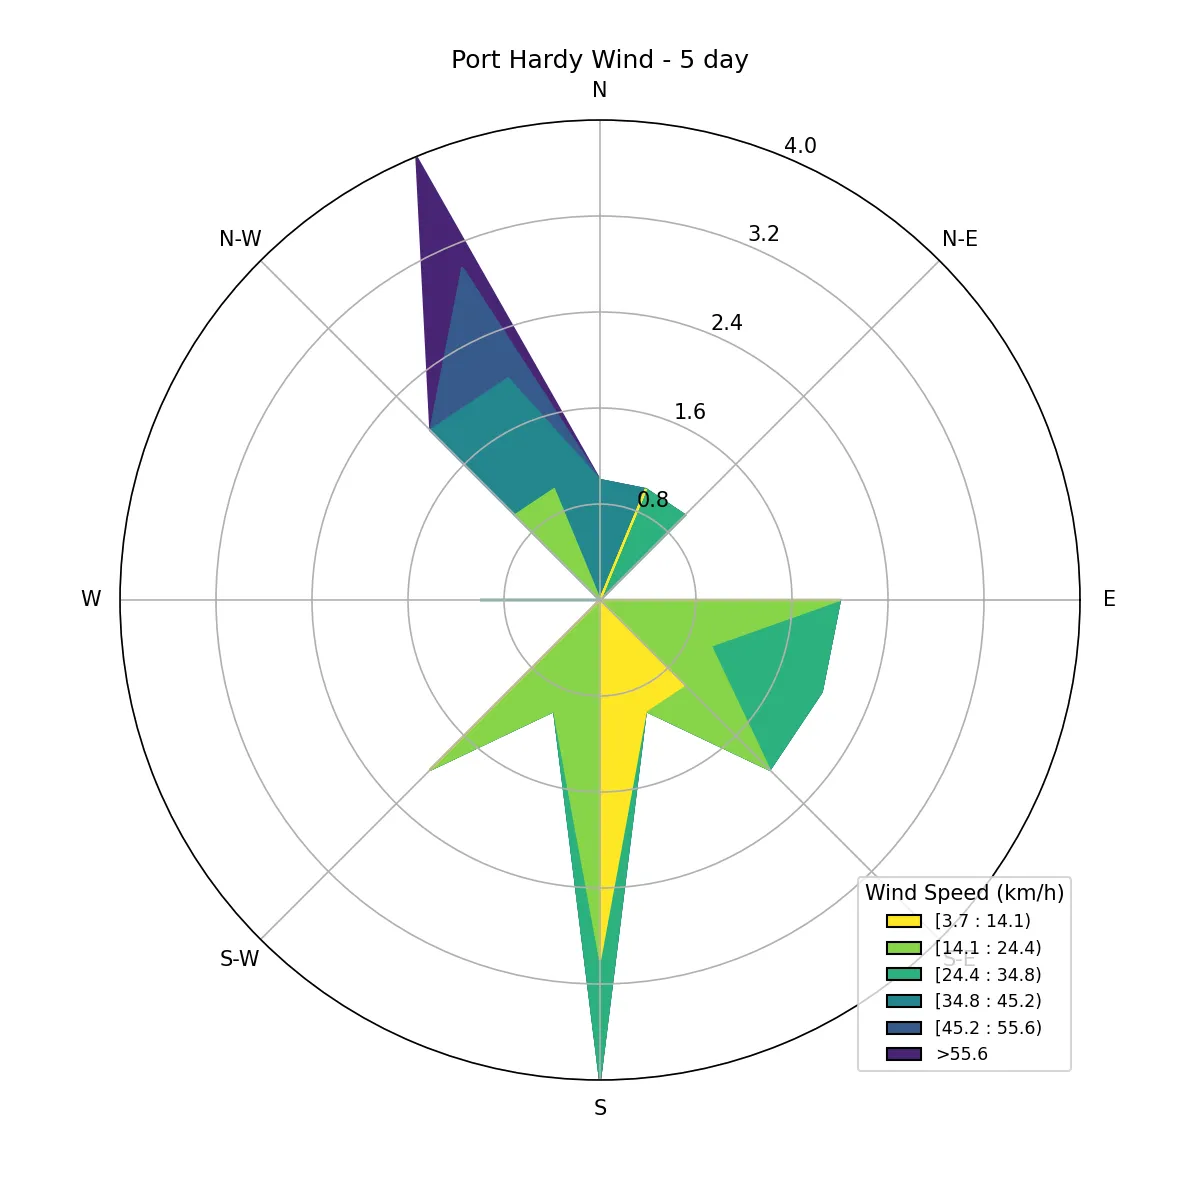 Port Hardy Wind - 5 day
N
4.0
N-W
3.2
N-E
2.4
1.6
0.8
W
E
Wind Speed (km/h)
[3.7 : 14.1)
[14.1 : 24.4)
[24.4 : 34.8)
[34.8 : 45.2)
[45.2 : 55.6)
>55.6
S-W
S-E
S